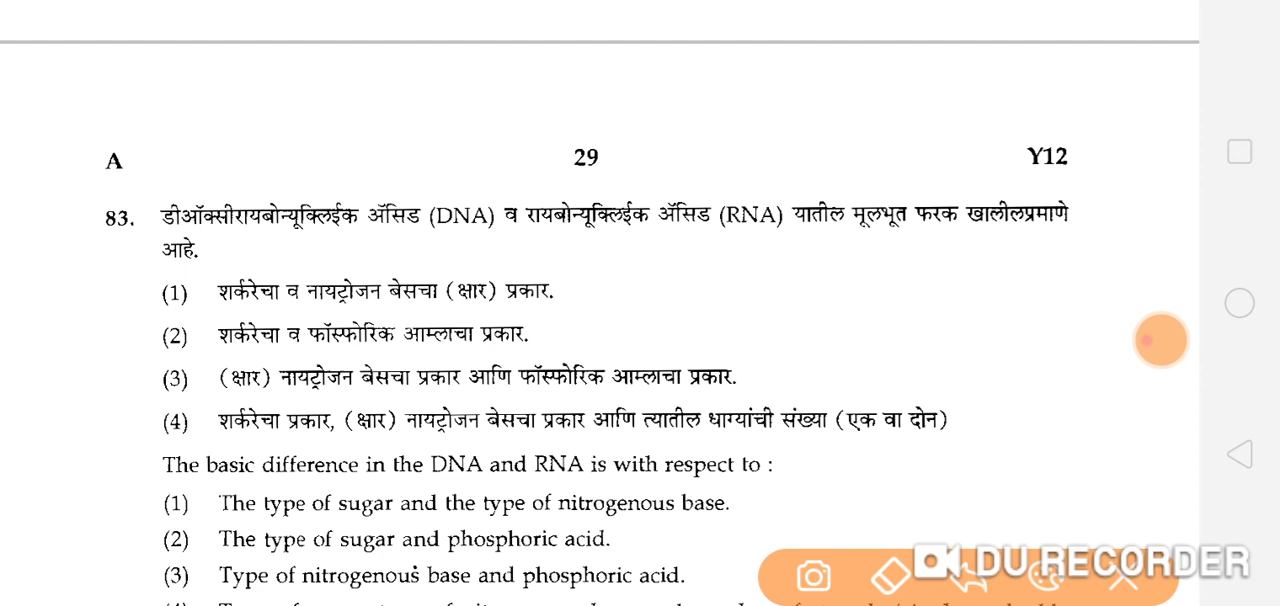 A 29 Y12
83. डीऑक्सीरायबोन्यूक्लिईक ॲसिड (DNA) व रायबोन्यूक्लिईक ॲसिड (RNA) यातील मूलभूत फरक खालीलप्रमाणे
आहे.
(1) शर्करेचा व नायट्रोजन बेसचा (क्षार) प्रकार.
(2) शर्करेचा व फॉस्फोरिक आम्लाचा प्रकार.
(3) (क्षार) नायट्रोजन बेसचा प्रकार आणि फॉस्फोरिक आम्लाचा प्रकार.
(4) शर्करेचा प्रकार, (क्षार) नायट्रोजन बेसचा प्रकार आणि त्यातील धाग्यांची संख्या (एक वा दोन)
The basic difference in the DNA and RNA is with respect to :
(1) The type of sugar and the type of nitrogenous base.
(2) The type of sugar and phosphoric acid.
(3) Type of nitrogenous base and phosphoric acid.
DU RECORDER